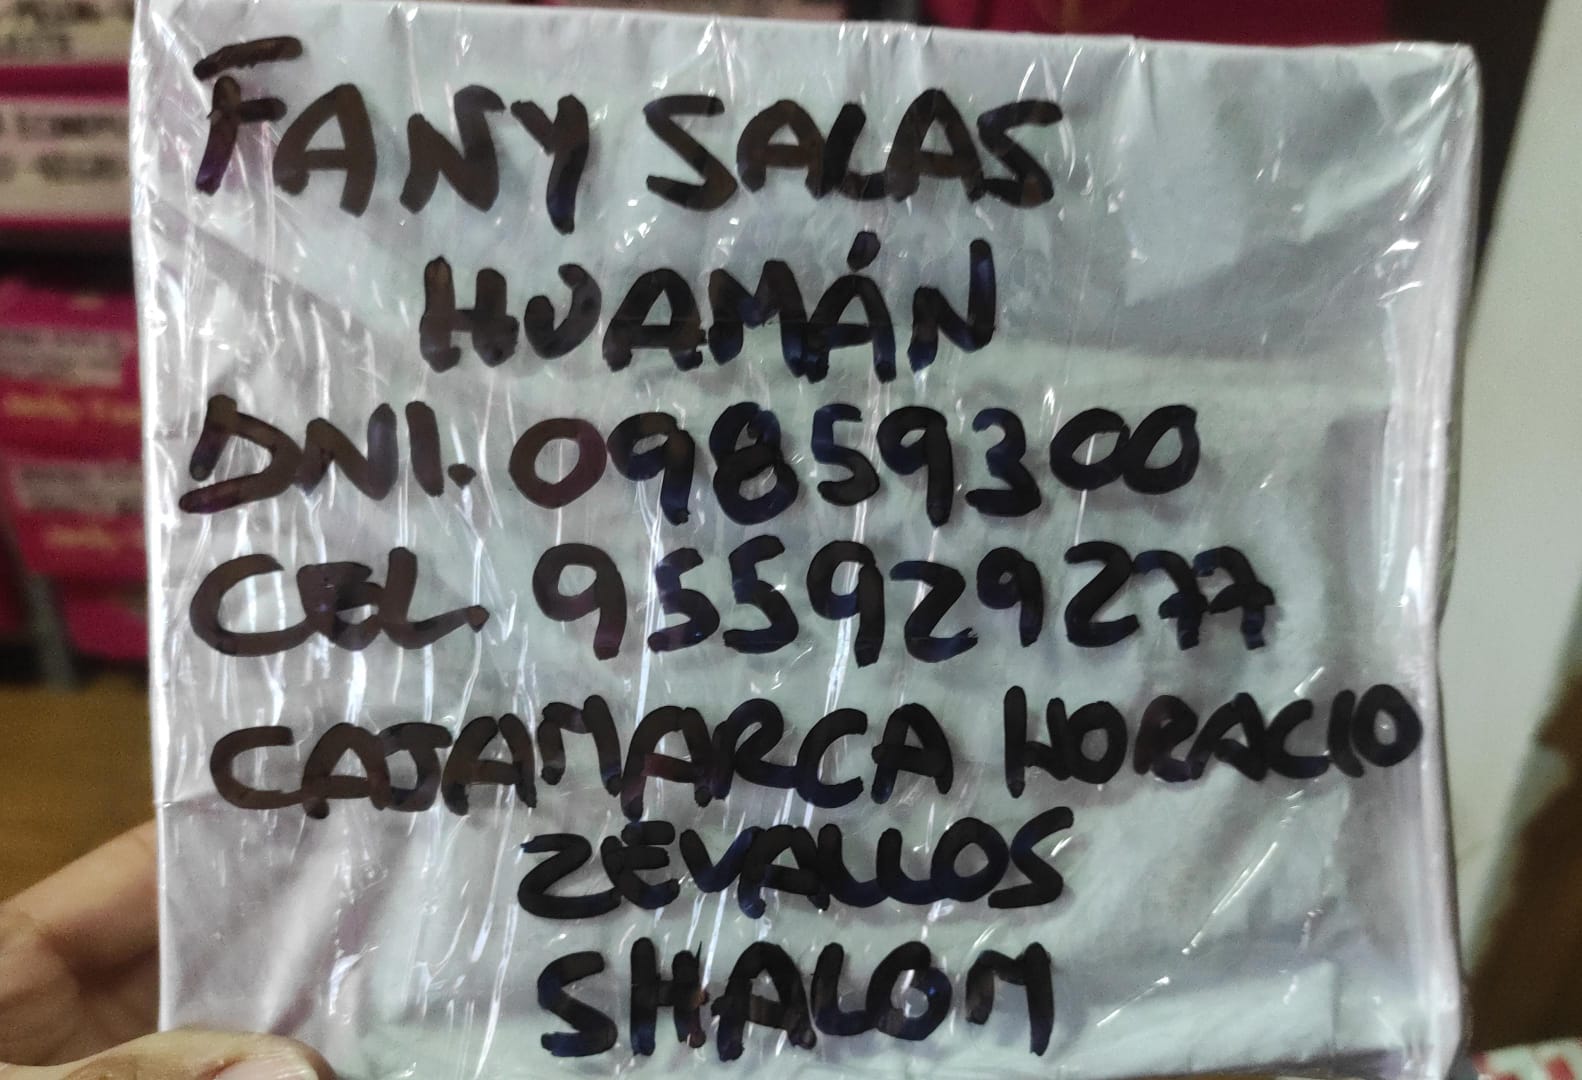 FANY SALAS
HUAMÁN
DNI. 09859300
CEL. 955929277
CAJAMARCA HORACIO
ZEVALLOS
SHALOM